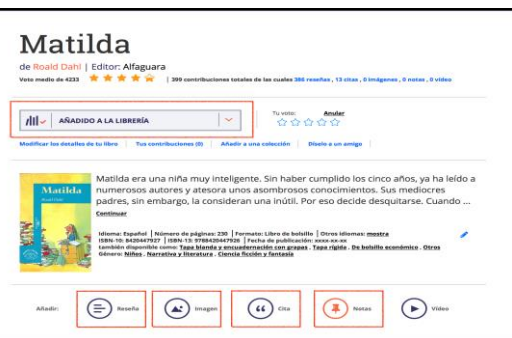 Matilda
de Roald Dahl | Editor: Alfaguara
Voto medio de 4233 | 399 contribuciones totales de las cuales 386 reseñas , 13 citas , 0 imágenes , 0 notas , 0 video
AÑADIDO A LA LIBRERÍA
Tu voto: Anular
Modificar los detalles de tu libro | Tus contribuciones (0) | Añadir a una colección | Díselo a un amigo
Matilda era una niña muy inteligente. Sin haber cumplido los cinco años, ya ha leído a
numerosos autores y atesora unos asombrosos conocimientos. Sus mediocres
padres, sin embargo, la consideran una inútil. Por eso decide desquitarse. Cuando ...
Continuar
Matilda
Roald Dahl
Idioma: Español | Número de páginas: 230 | Formato: Libro de bolsillo | Otros idiomas: mostra
ISBN-10: 8420447927 | ISBN-13: 9788420447926 | Fecha de publicación: xxxx-xx-xx
también disponible como: Tapa blanda y encuadernación con grapas , Tapa rígida , De bolsillo económico , Otros
Género: Niños , Narrativa y literatura , Ciencia ficción y fantasía
Añadir: Reseña Imagen Cita Notas Vídeo